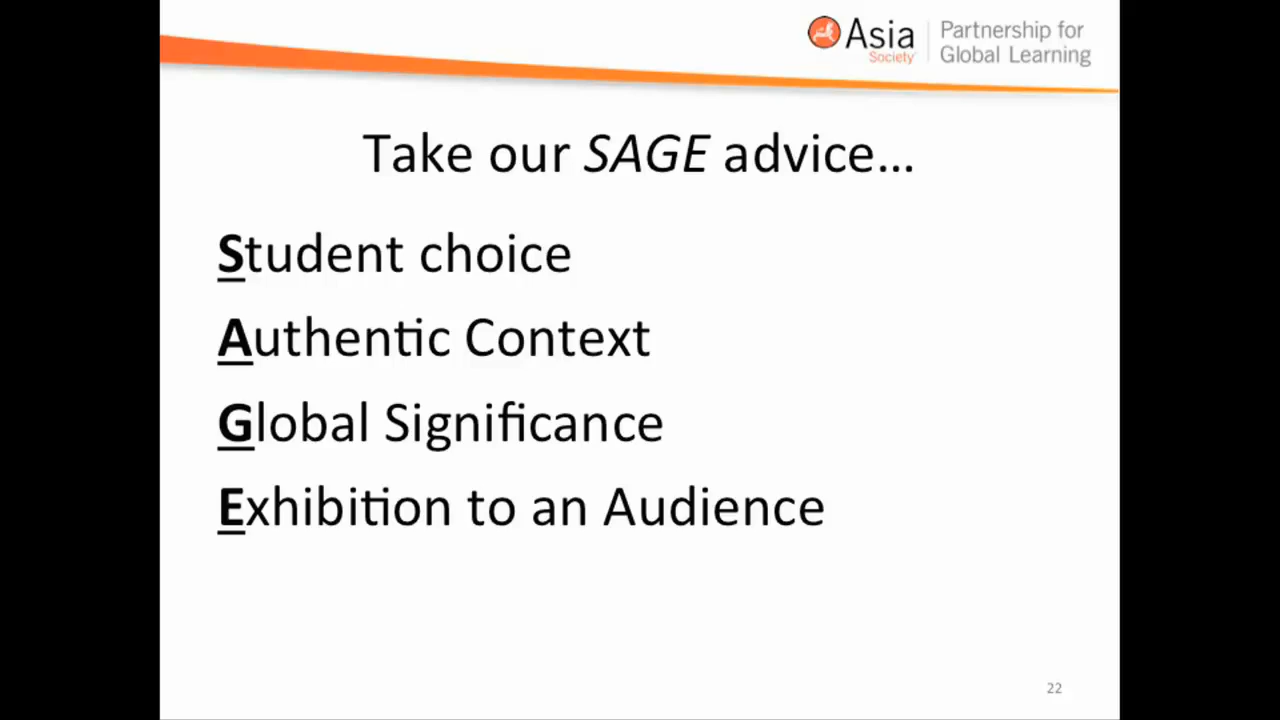 Asia
Society
Partnership for
Global Learning
Take our SAGE advice...
Student choice
Authentic Context
Global Significance
Exhibition to an Audience
22